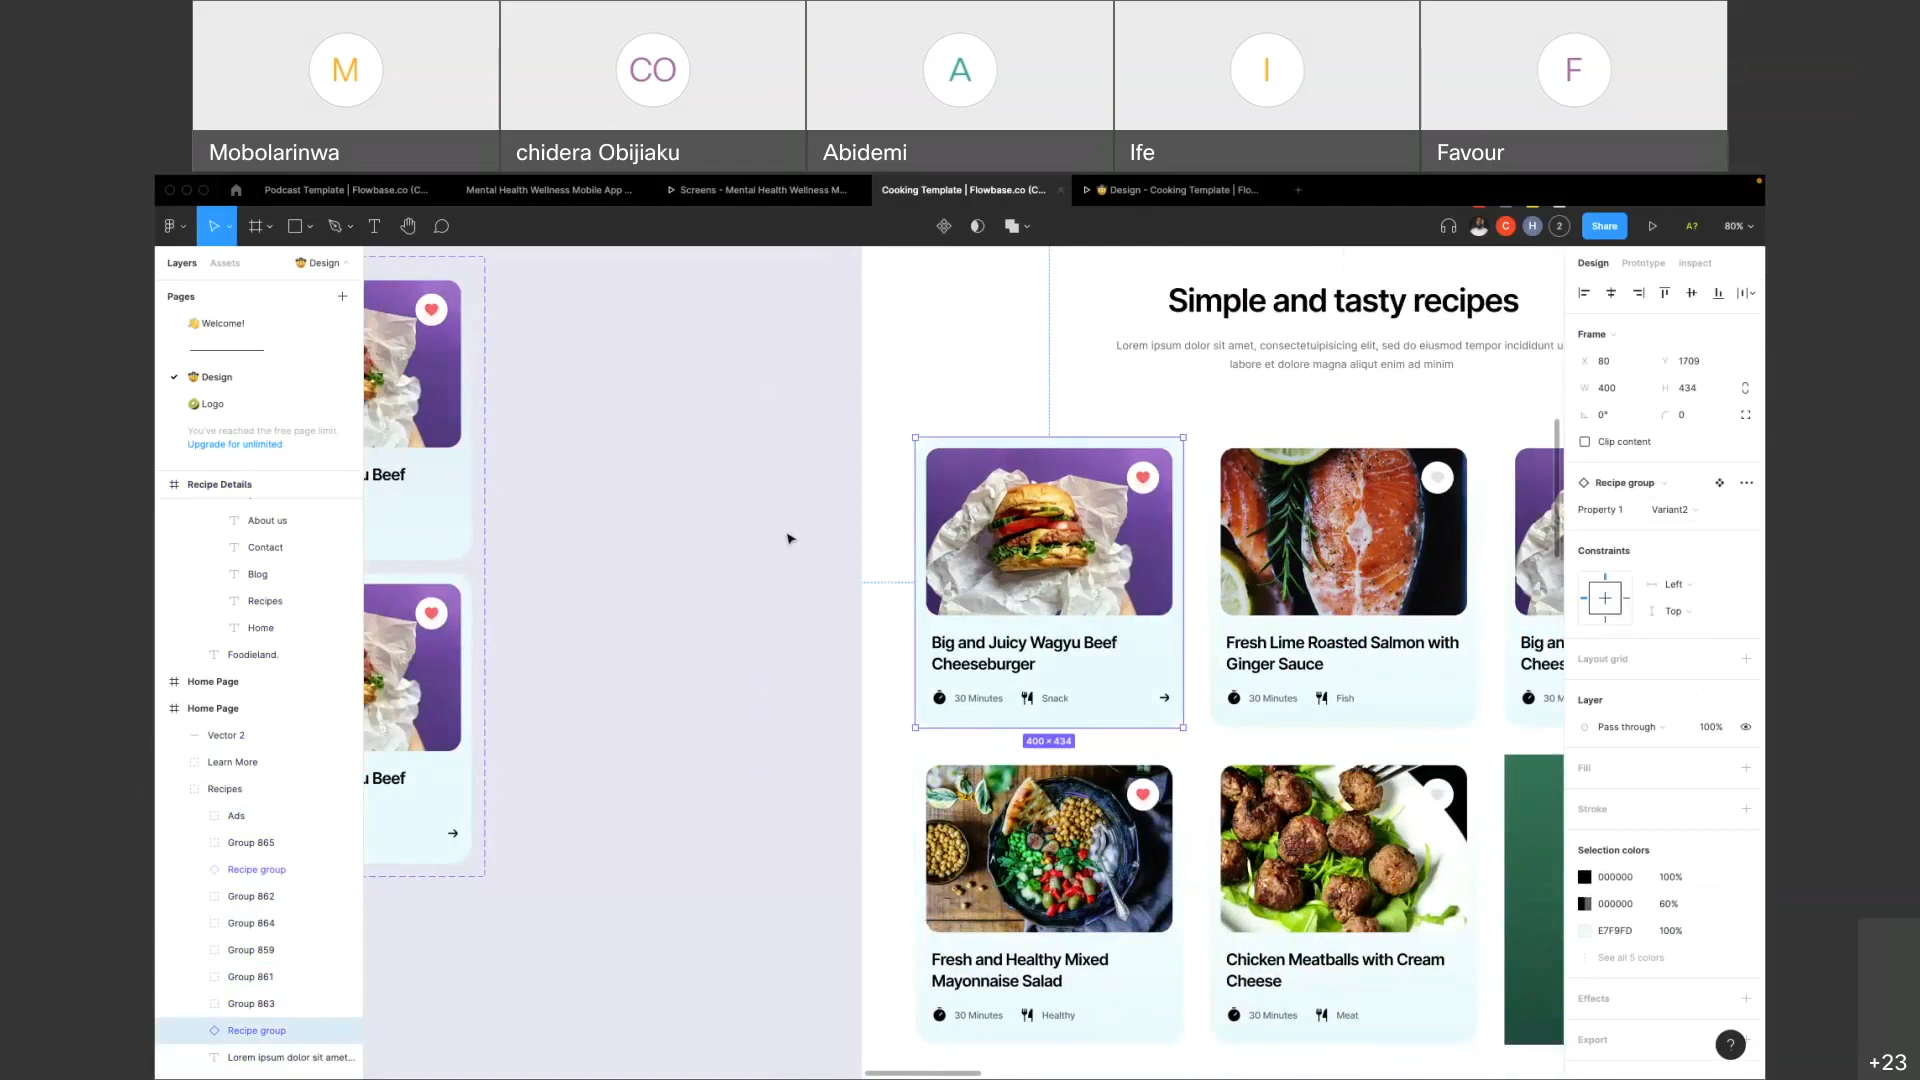 M
CO
A
I
F
Mobolarinwa
chidera Obijiaku
Abidemi
Ife
Favour
Podcast Template | Flowbase.co (C...
Mental Health Wellness Mobile App ...
Screens - Mental Health Wellness M...
Cooking Template | Flowbase.co (C...
Design - Cooking Template | Flo...
C
H
2
Share
A?
80%
Layers
Assets
Design
Pages
Welcome!
Design
Logo
You've reached the free page limit.
Upgrade for unlimited
Recipe Details
About us
Contact
Blog
Recipes
Home
Foodieland.
Home Page
Home Page
Vector 2
Learn More
Recipes
Ads
Group 865
Recipe group
Group 862
Group 864
Group 859
Group 861
Group 863
Recipe group
Lorem ipsum dolor sit amet...
u Beef
u Beef
Simple and tasty recipes
Lorem ipsum dolor sit amet, consectetuipisicing elit, sed do eiusmod tempor incididunt u
labore et dolore magna aliqut enim ad minim
Big and Juicy Wagyu Beef
Cheeseburger
30 Minutes
Snack
400 × 434
Fresh Lime Roasted Salmon with
Ginger Sauce
30 Minutes
Fish
Big an
Chees
30 M
Fresh and Healthy Mixed
Mayonnaise Salad
30 Minutes
Healthy
Chicken Meatballs with Cream
Cheese
30 Minutes
Meat
Design
Prototype
Inspect
Frame
X 80
Y 1709
W 400
H 434
0°
0
Clip content
Recipe group
Property 1
Variant2
Constraints
Left
Top
Layout grid
Layer
Pass through
100%
Fill
Stroke
Selection colors
000000 100%
000000 60%
E7F9FD 100%
See all 5 colors
Effects
Export
?
+23